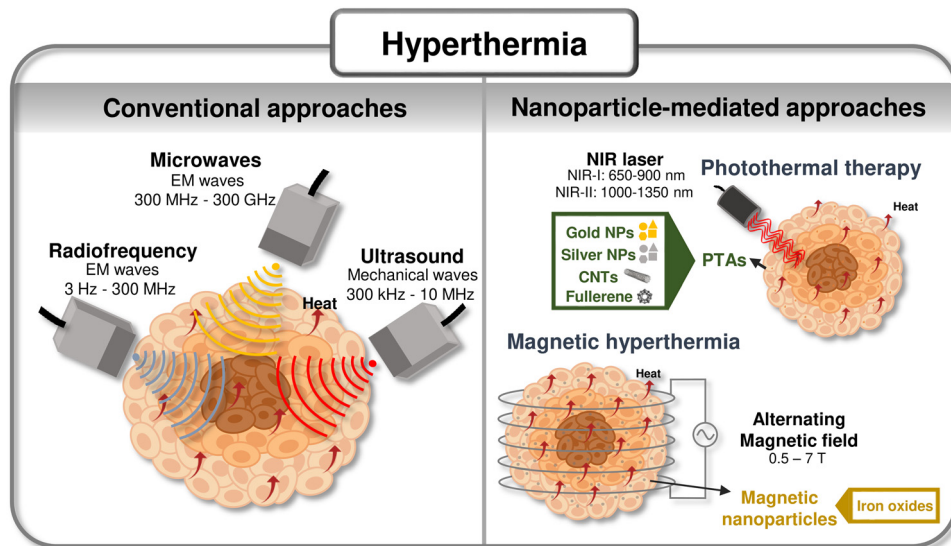 Hyperthermia
Conventional approaches
Microwaves
EM waves
300 MHz - 300 GHz
Radiofrequency
EM waves
3 Hz - 300 MHz
Ultrasound
Mechanical waves
300 kHz - 10 MHz
Heat
Nanoparticle-mediated approaches
NIR laser
NIR-I: 650-900 nm
NIR-II: 1000-1350 nm
Photothermal therapy
Heat
Gold NPs
Silver NPs
CNTs
Fullerene
PTAs
Magnetic hyperthermia
Heat
Alternating
Magnetic field
0.5 – 7 T
Magnetic
nanoparticles
Iron oxides